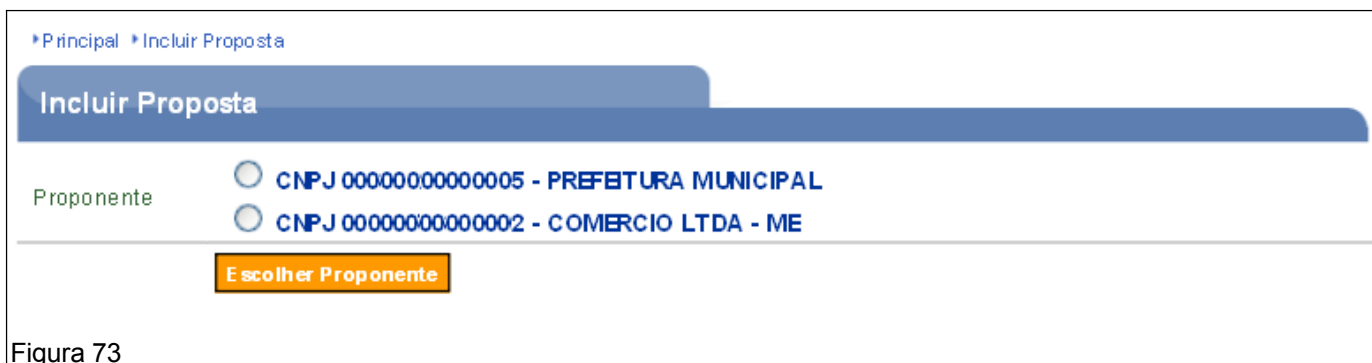 Principal Incluir Proposta
Incluir Proposta
Proponente
CNPJ 00000000000005 - PREFEITURA MUNICIPAL
CNPJ 00000000000002 - COMERCIO LTDA - ME
Escolher Proponente
Figura 73